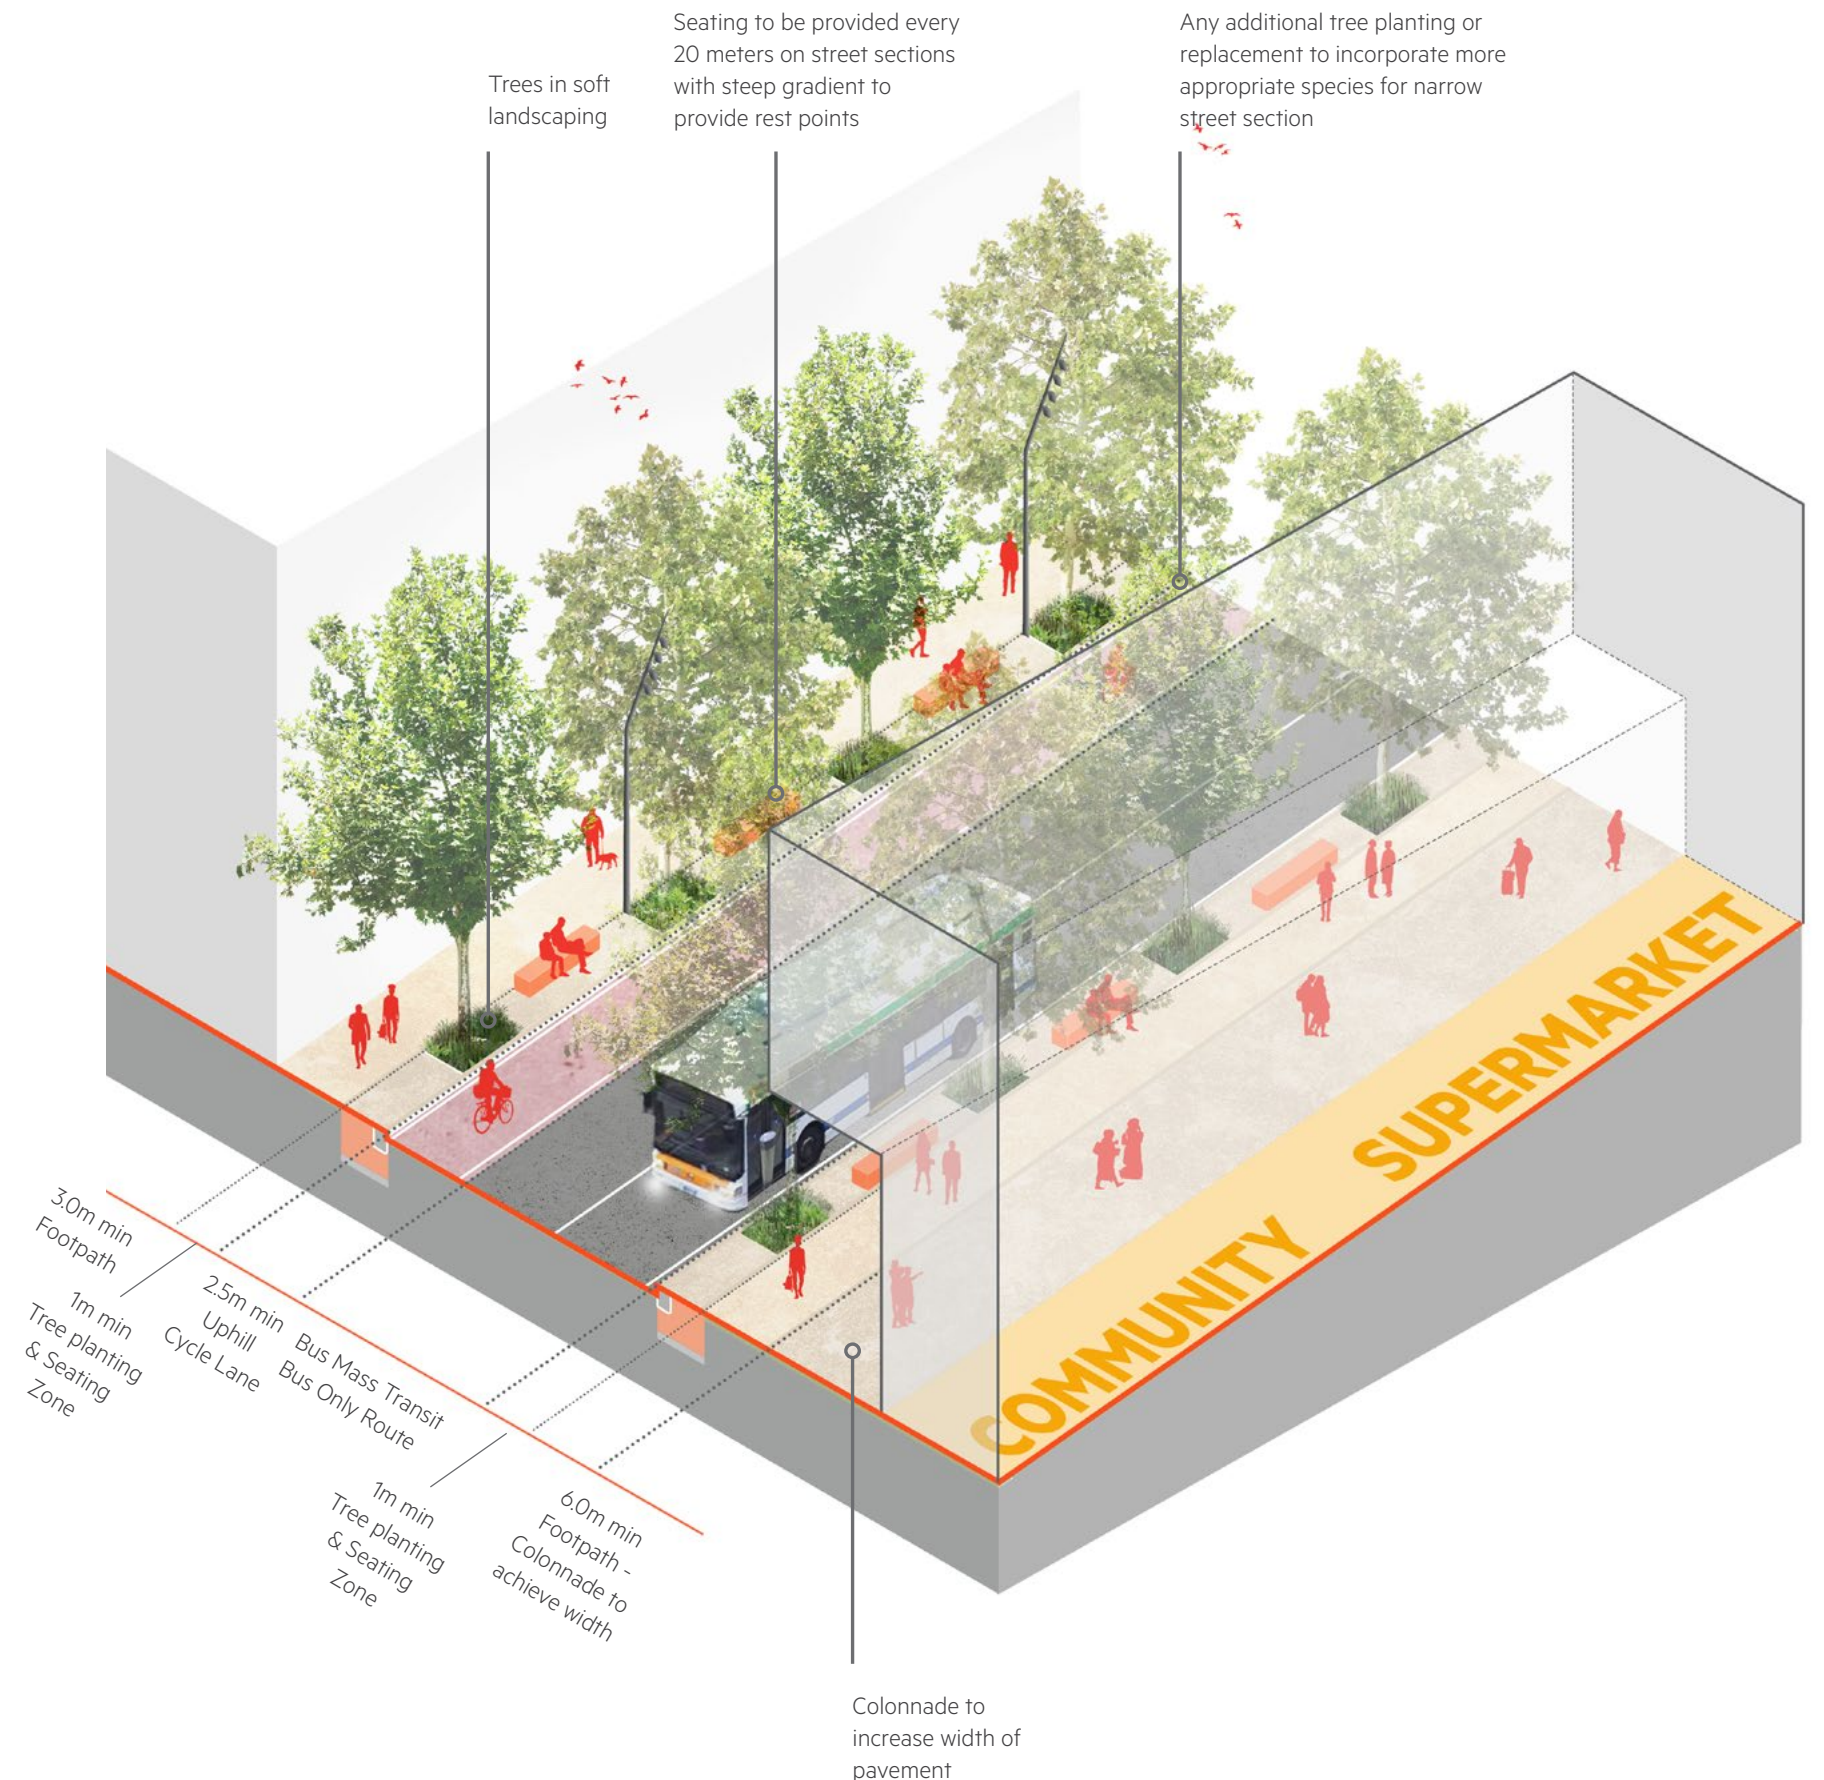 Trees in soft
landscaping
Seating to be provided every
20 meters on street sections
with steep gradient to
provide rest points
Any additional tree planting or
replacement to incorporate more
appropriate species for narrow
street section
COMMUNITY
SUPERMARKET
3.0m min
Footpath
1m min
Tree planting
& Seating
Zone
2.5m min
Uphill
Cycle Lane
Bus Mass Transit
Bus Only Route
1m min
Tree planting
& Seating
Zone
6.0m min
Footpath -
Colonnade to
achieve width
Colonnade to
increase width of
pavement